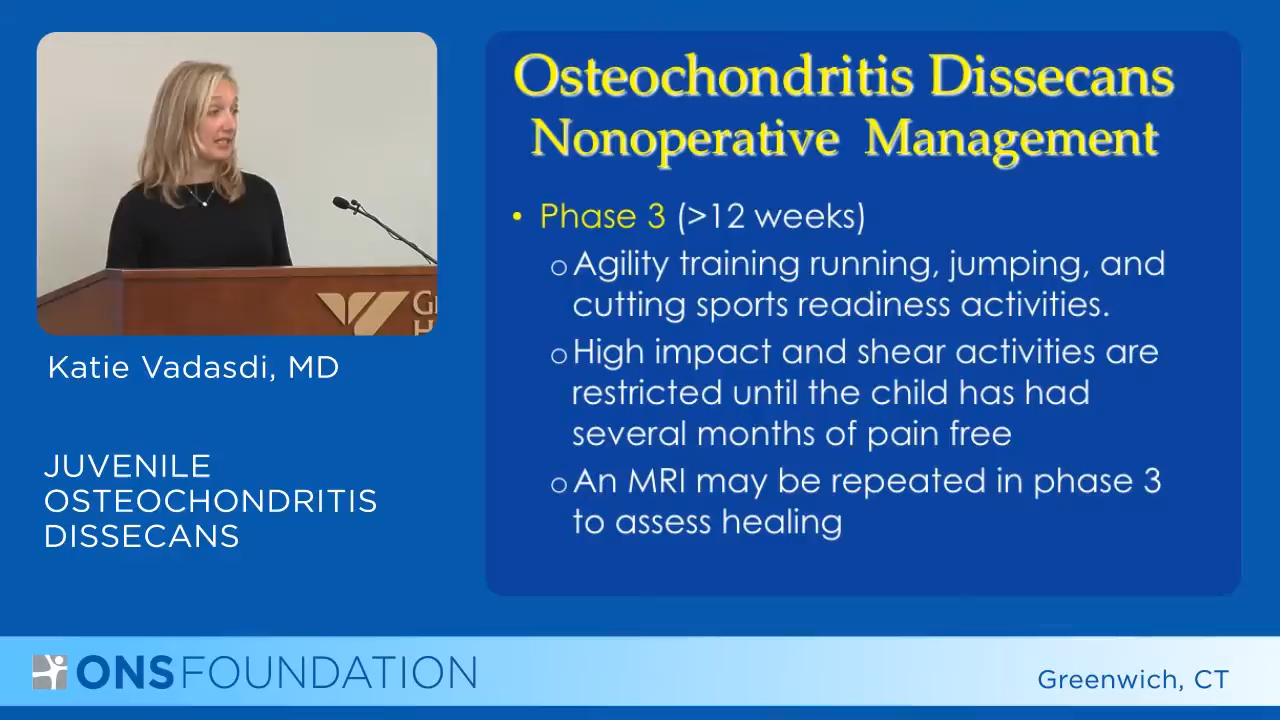 Osteochondritis Dissecans
Nonoperative Management
• Phase 3 (>12 weeks)
o Agility training running, jumping, and
cutting sports readiness activities.
o High impact and shear activities are
restricted until the child has had
several months of pain free
o An MRI may be repeated in phase 3
to assess healing
Katie Vadasdi, MD
JUVENILE
OSTEOCHONDRITIS
DISSECANS
ONS FOUNDATION
Greenwich, CT